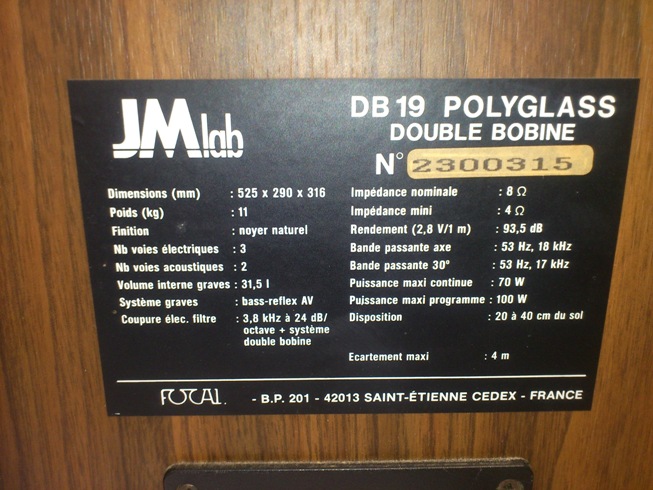 JMlab
DB 19 POLYGLASS
DOUBLE BOBINE
N° 2300315
Dimensions (mm) : 525 x 290 x 316
Poids (kg) : 11
Finition : noyer naturel
Nb voies électriques : 3
Nb voies acoustiques : 2
Volume interne graves : 31,5 l
Système graves : bass-reflex AV
Coupure élec. filtre : 3,8 kHz à 24 dB/
octave + système
double bobine
Impédance nominale : 8 Ω
Impédance mini : 4 Ω
Rendement (2,8 V/1 m) : 93,5 dB
Bande passante axe : 53 Hz, 18 kHz
Bande passante 30° : 53 Hz, 17 kHz
Puissance maxi continue : 70 W
Puissance maxi programme : 100 W
Disposition : 20 à 40 cm du sol
Ecartement maxi : 4 m
FOCAL. - B.P. 201 - 42013 SAINT-ÉTIENNE CEDEX - FRANCE